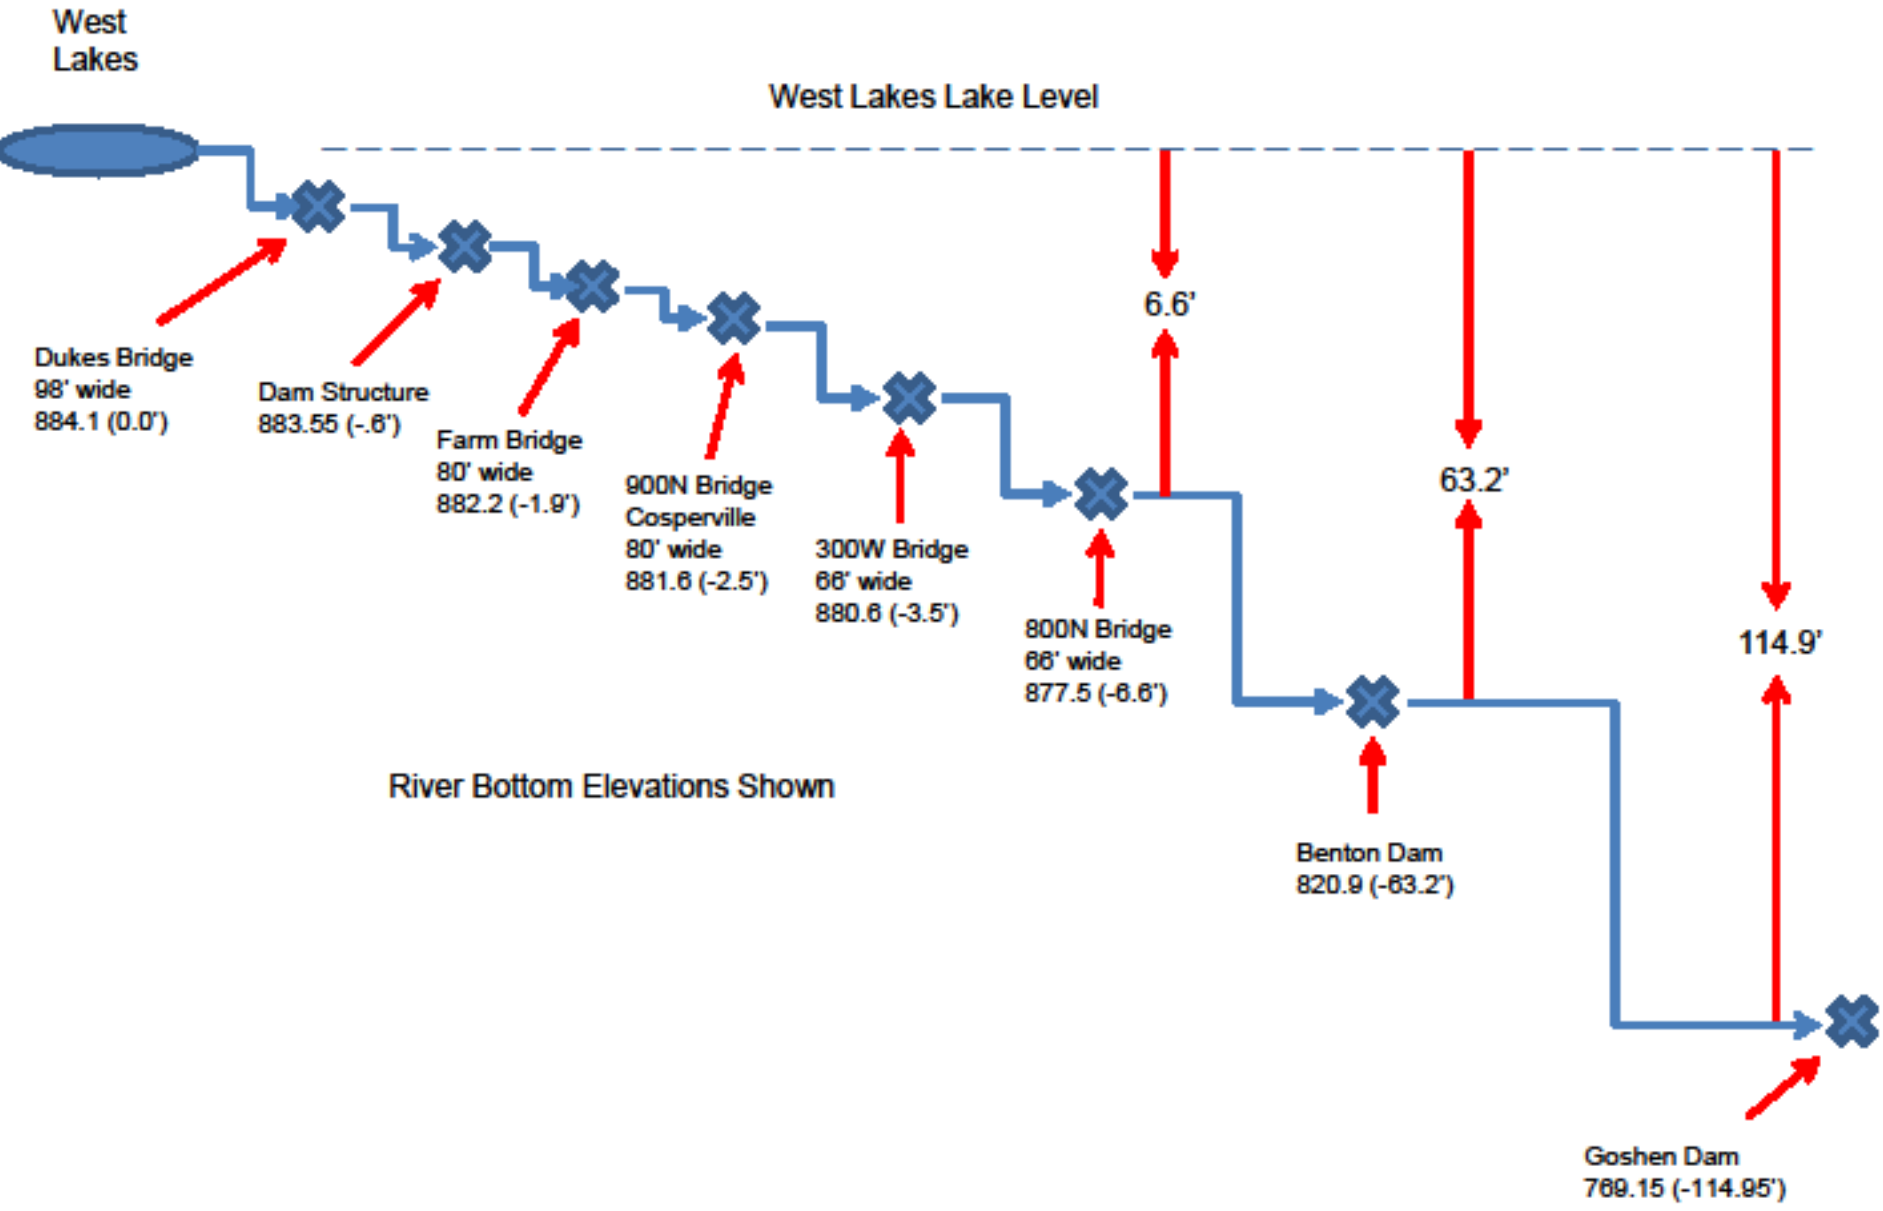 West
Lakes
West Lakes Lake Level
Dukes Bridge
98' wide
884.1 (0.0')
Dam Structure
883.55 (-.6')
Farm Bridge
80' wide
882.2 (-1.9')
900N Bridge
Cosperville
80' wide
881.6 (-2.5')
300W Bridge
66' wide
880.6 (-3.5')
800N Bridge
66' wide
877.5 (-6.6')
6.6'
63.2'
114.9'
River Bottom Elevations Shown
Benton Dam
820.9 (-63.2')
Goshen Dam
769.15 (-114.95')